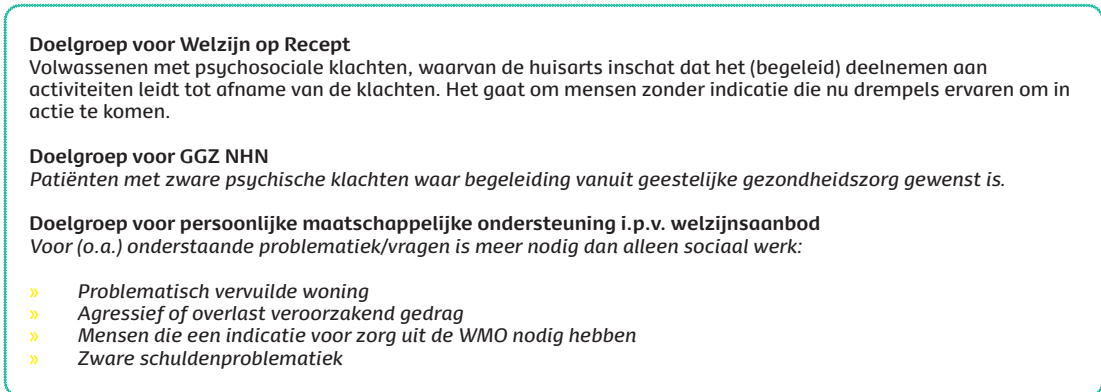 Doelgroep voor Welzijn op Recept
Volwassenen met psychosociale klachten, waarvan de huisarts inschat dat het (begeleid) deelnemen aan
activiteiten leidt tot afname van de klachten. Het gaat om mensen zonder indicatie die nu drempels ervaren om in
actie te komen.
Doelgroep voor GGZ NHN
Patiënten met zware psychische klachten waar begeleiding vanuit geestelijke gezondheidszorg gewenst is.
Doelgroep voor persoonlijke maatschappelijke ondersteuning i.p.v. welzijnsaanbod
Voor (o.a.) onderstaande problematiek/vragen is meer nodig dan alleen sociaal werk:
» Problematisch vervuilde woning
» Agressief of overlast veroorzakend gedrag
» Mensen die een indicatie voor zorg uit de WMO nodig hebben
» Zware schuldenproblematiek